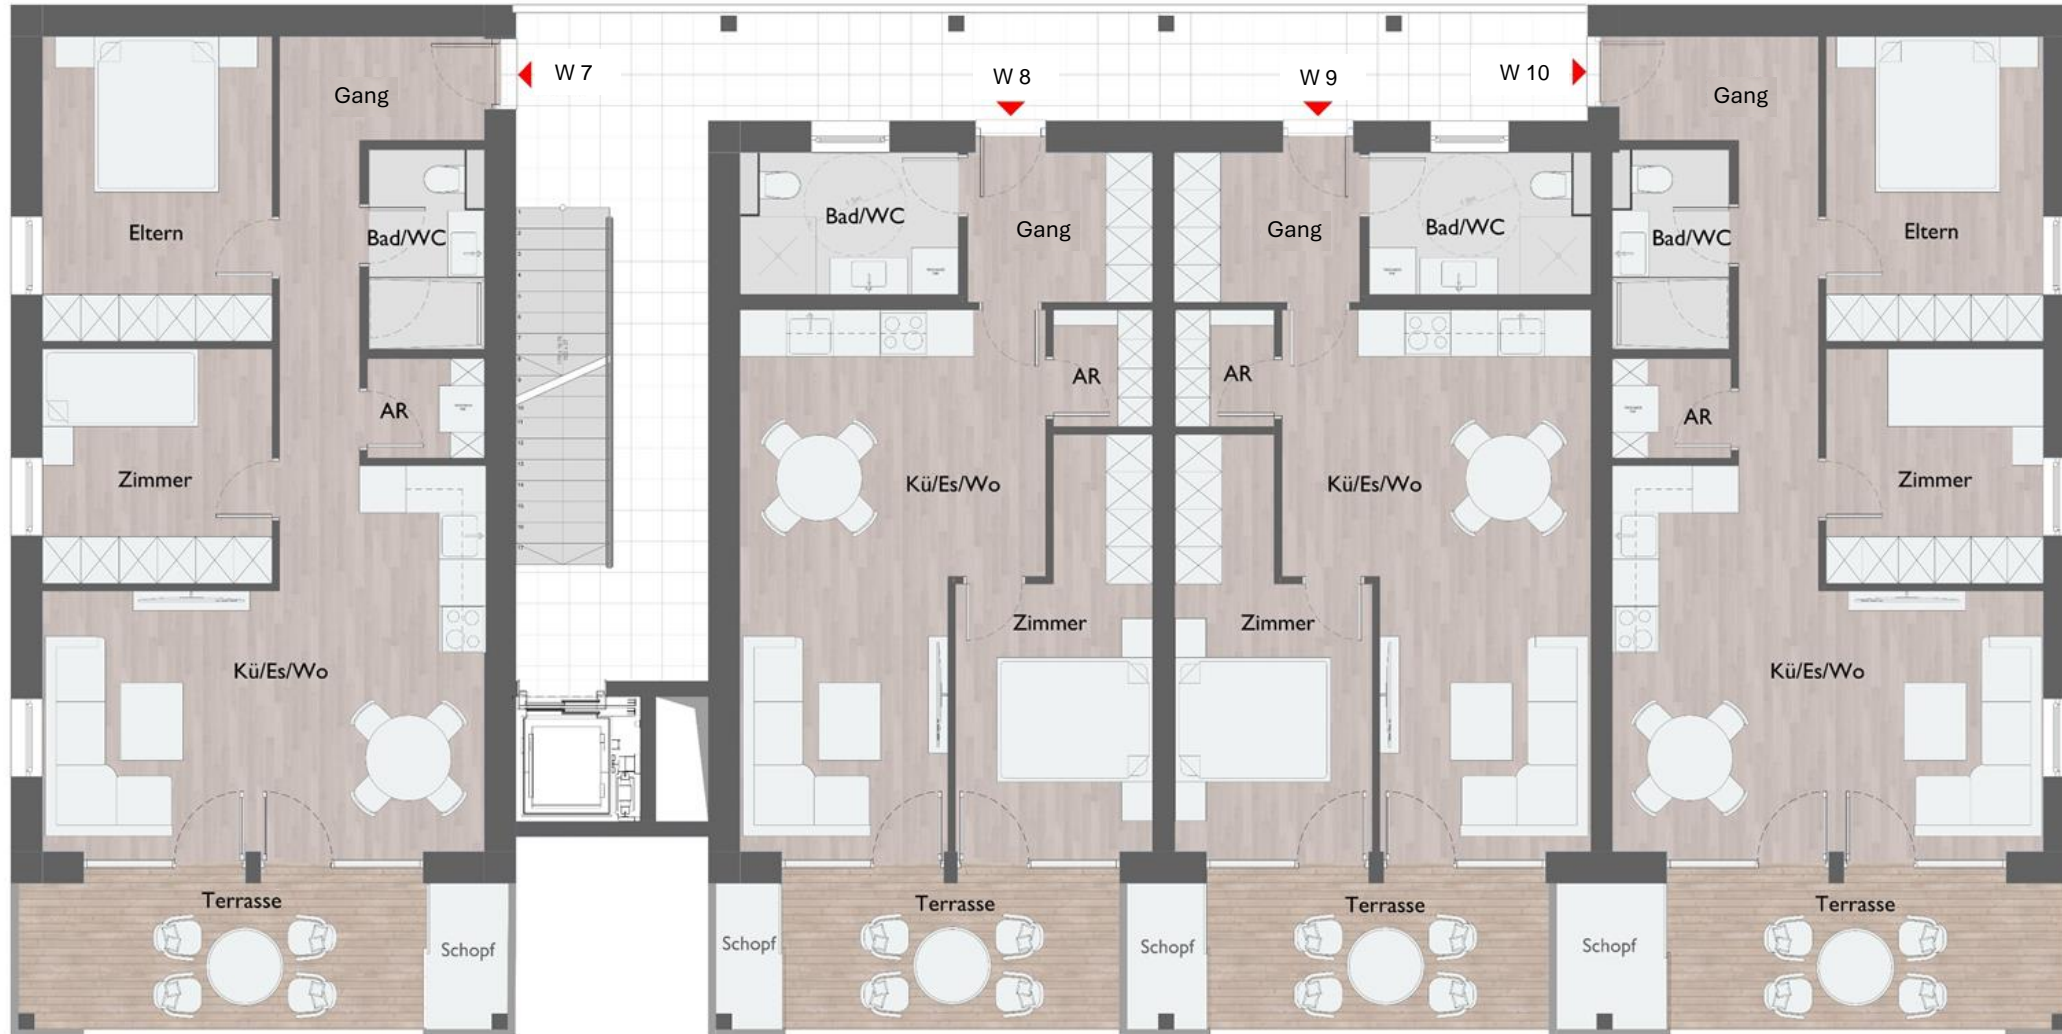 W 7
W 8
W 9
W 10
Gang
Gang
Eltern
Bad/WC
Bad/WC
Gang
Gang
Bad/WC
Bad/WC
Eltern
AR
AR
AR
AR
Zimmer
Kü/Es/Wo
Kü/Es/Wo
Zimmer
Kü/Es/Wo
Zimmer
Zimmer
Kü/Es/Wo
Terrasse
Terrasse
Terrasse
Terrasse
Schopf
Schopf
Schopf
Schopf